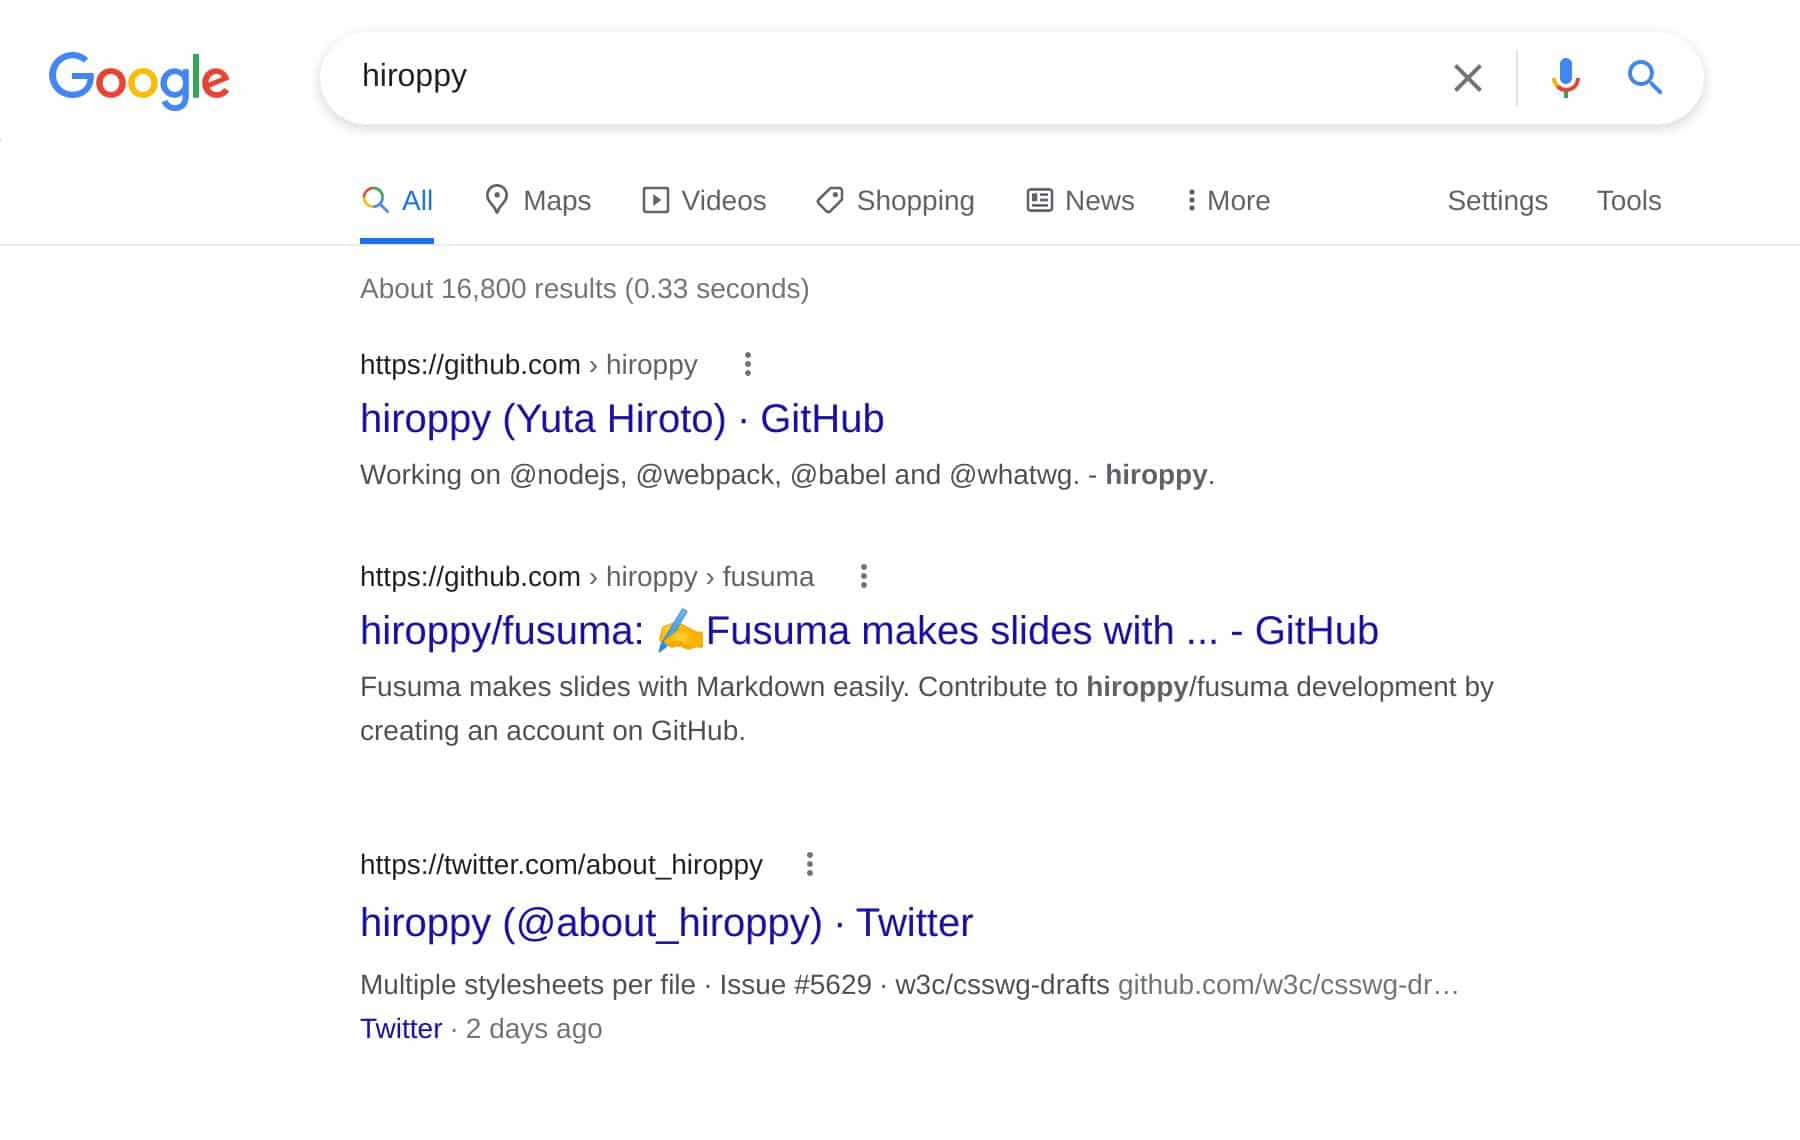 Google
hiroppy
All Maps Videos Shopping News More Settings Tools
About 16,800 results (0.33 seconds)
https://github.com › hiroppy
hiroppy (Yuta Hiroto) · GitHub
Working on @nodejs, @webpack, @babel and @whatwg. - hiroppy.
https://github.com › hiroppy › fusuma
hiroppy/fusuma: ✍️Fusuma makes slides with ... - GitHub
Fusuma makes slides with Markdown easily. Contribute to hiroppy/fusuma development by
creating an account on GitHub.
https://twitter.com/about_hiroppy
hiroppy (@about_hiroppy) · Twitter
Multiple stylesheets per file · Issue #5629 · w3c/csswg-drafts github.com/w3c/csswg-dr…
Twitter · 2 days ago